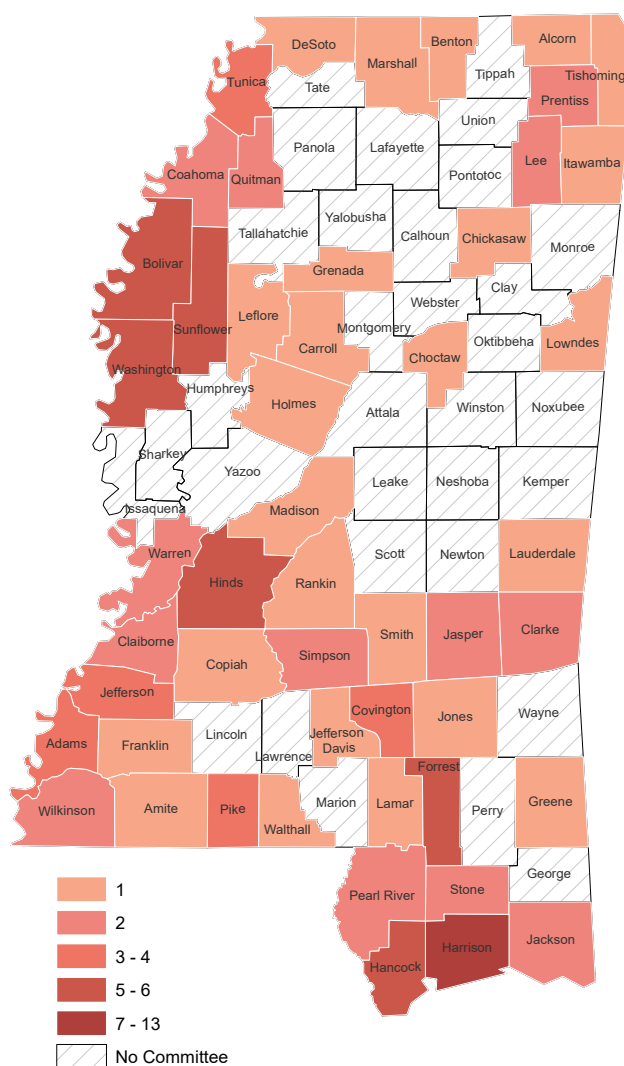 DeSoto
Marshall
Benton
Tippah
Alcorn
Tishoming
Tunica
Tate
Prentiss
Union
Panola
Lafayette
Coahoma
Quitman
Pontotoc
Lee
Itawamba
Tallahatchie
Yalobusha
Calhoun
Chickasaw
Monroe
Bolivar
Grenada
Clay
Webster
Sunflower
Leflore
Montgomery
Oktibbeha
Lowndes
Carroll
Choctaw
Washington
Humphreys
Holmes
Attala
Winston
Noxubee
Sharkey
Yazoo
Leake
Neshoba
Kemper
Issaquena
Madison
Warren
Hinds
Rankin
Scott
Newton
Lauderdale
Claiborne
Copiah
Simpson
Smith
Jasper
Clarke
Jefferson
Covington
Jones
Wayne
Adams
Franklin
Lincoln
Lawrence
Jefferson
Davis
Forrest
Wilkinson
Amite
Pike
Walthall
Marion
Lamar
Perry
Greene
George
Pearl River
Stone
Hancock
Harrison
Jackson
1
2
3 - 4
5 - 6
7 - 13
No Committee